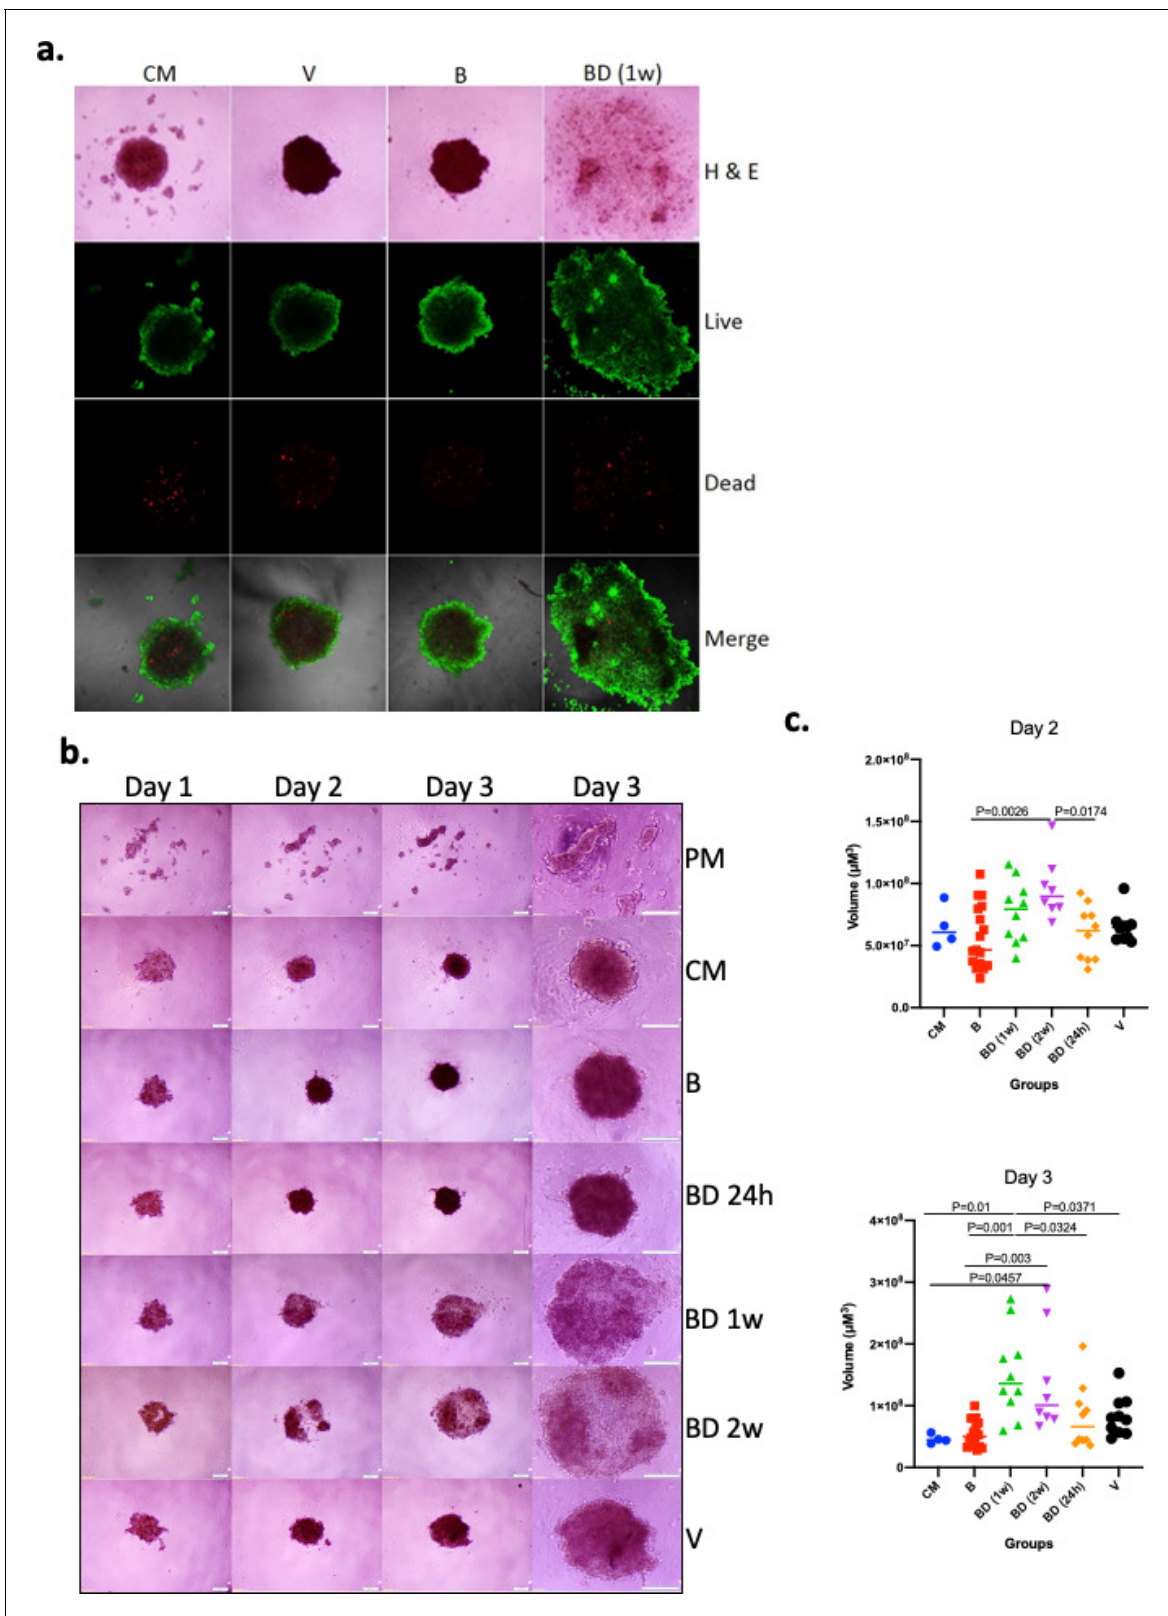 a.
CM V B BD (1w)
H & E
Live
Dead
Merge
b.
Day 1 Day 2 Day 3 Day 3
PM
CM
B
BD 24h
BD 1w
BD 2w
V
c.
Day 2
2.0×10⁸
1.5×10⁸
1.0×10⁸
5.0×10⁷
0.0
Volume (µM³)
P=0.0026 P=0.0174
CM B BD (1w) BD (2w) BD (24h) V
Groups
Day 3
4×10⁸
3×10⁸
2×10⁸
1×10⁸
0
Volume (µM³)
P=0.01 P=0.0371
P=0.001 P=0.0324
P=0.003
P=0.0457
CM B BD (1w) BD (2w) BD (24h) V
Groups